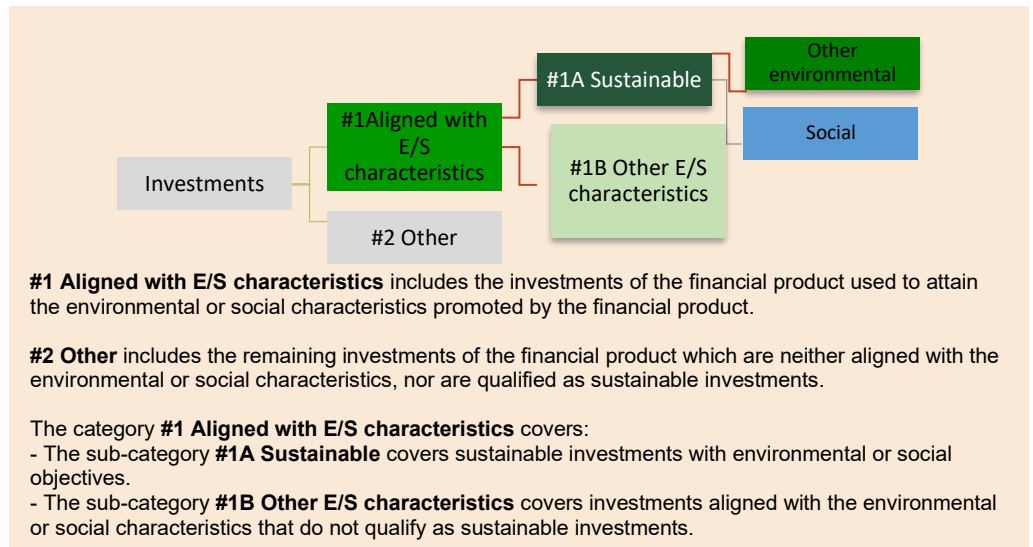 Other
environmental
#1A Sustainable
#1Aligned with
E/S
characteristics
Social
#1B Other E/S
characteristics
Investments
#2 Other
#1 Aligned with E/S characteristics includes the investments of the financial product used to attain
the environmental or social characteristics promoted by the financial product.
#2 Other includes the remaining investments of the financial product which are neither aligned with the
environmental or social characteristics, nor are qualified as sustainable investments.
The category #1 Aligned with E/S characteristics covers:
- The sub-category #1A Sustainable covers sustainable investments with environmental or social
objectives.
- The sub-category #1B Other E/S characteristics covers investments aligned with the environmental
or social characteristics that do not qualify as sustainable investments.